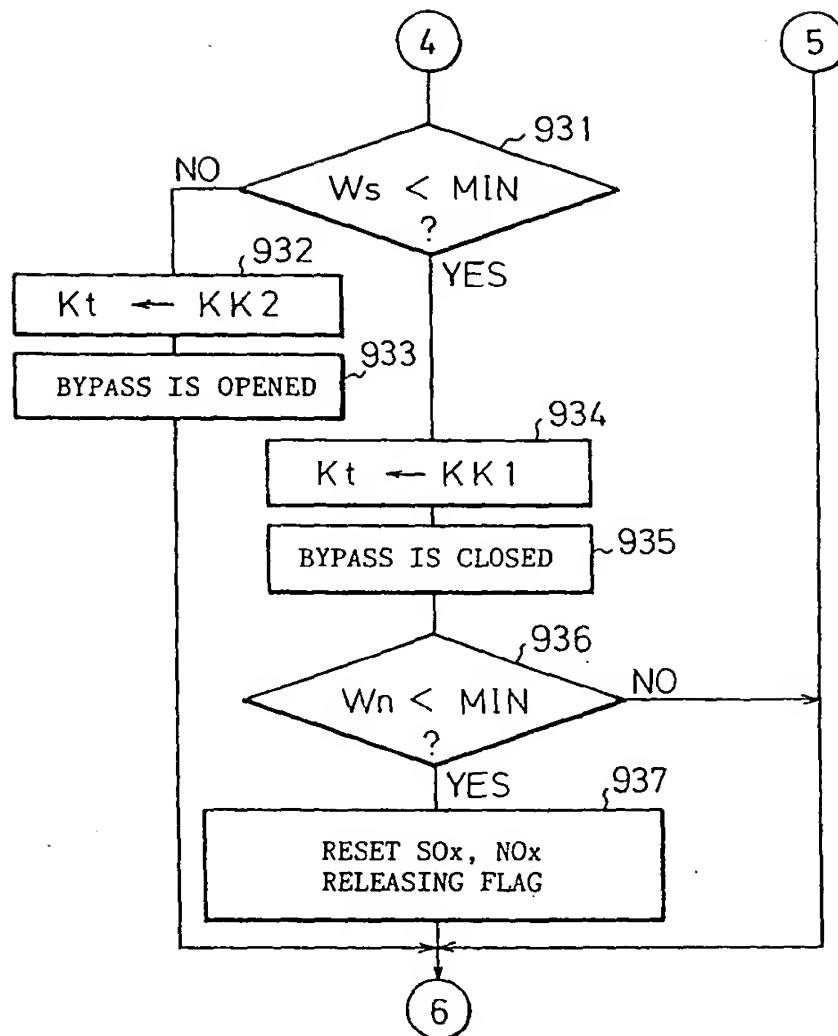 4
5
931
Ws < MIN
?
NO
YES
932
Kt ← KK2
933
BYPASS IS OPENED
934
Kt ← KK1
BYPASS IS CLOSED
935
936
Wn < MIN
?
NO
YES
937
RESET SOx, NOx
RELEASING FLAG
6